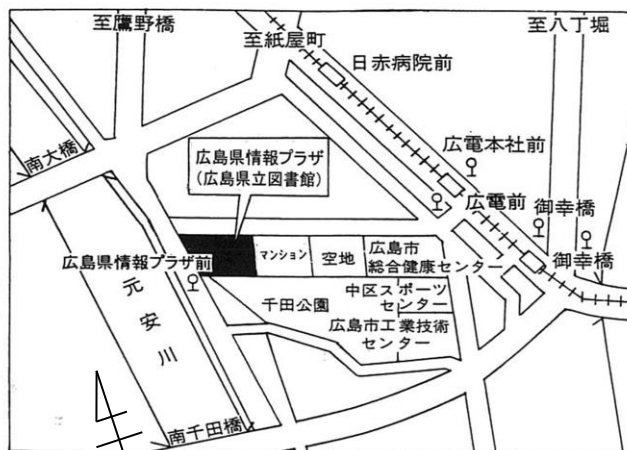 至鷹野橋
至紙屋町
至八丁堀
日赤病院前
南大橋
広島県情報プラザ
(広島県立図書館)
広電本社前
広電前
御幸橋
御幸橋
マンション
空地
広島市
総合健康センター
広島県情報プラザ前
千田公園
中区スポーツ
センター
広島市工業技術
センター
元安川
南千田橋